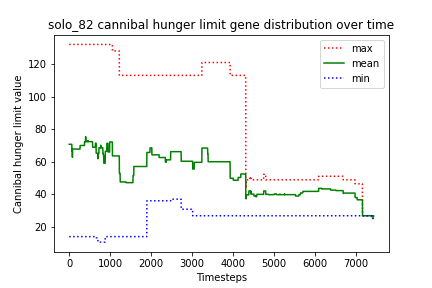 solo_82 cannibal hunger limit gene distribution over time
max
mean
min
Cannibal hunger limit value
120
100
80
60
40
20
0
1000
2000
3000
4000
5000
6000
7000
Timesteps